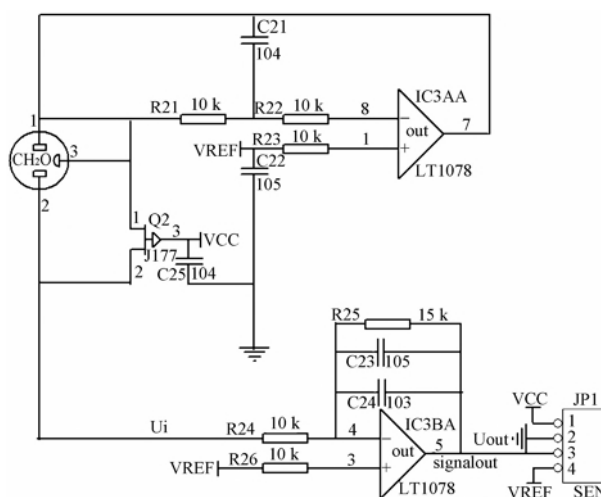 C21
104
1
R21
10 k
R22
10 k
8
IC3AA
7
out
R23
VREF
10 k
1
LT1078
C22
105
CH₂O
3
2
1
Q2
3
VCC
J177
2
C25
104
R25
15 k
C23
105
C24
103
Ui
R24
10 k
4
IC3BA
5
out
signalout
VREF
R26
10 k
3
LT1078
Uout
VCC
JP1
1
2
3
4
VREF
SEN